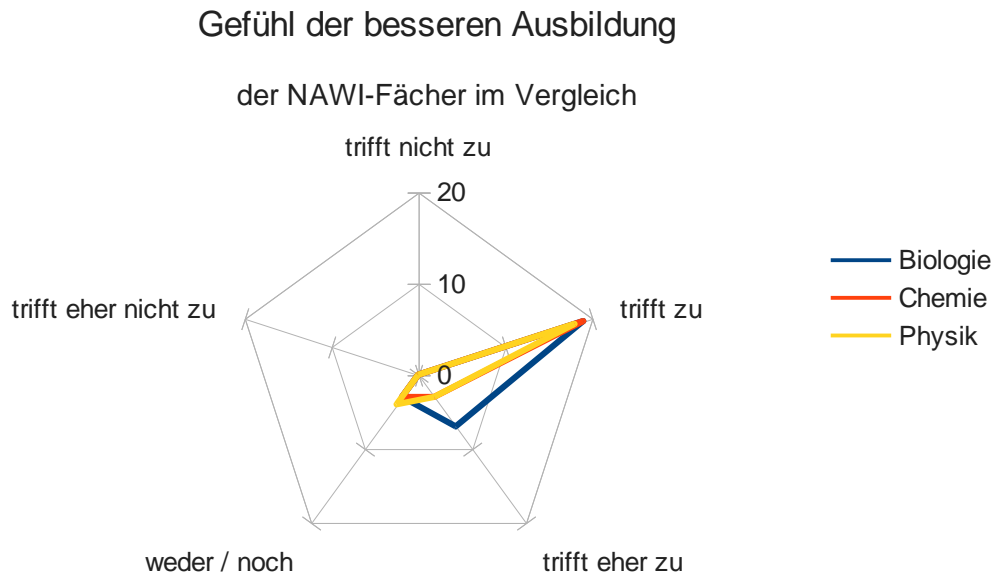 Gefühl der besseren Ausbildung
der NAWI-Fächer im Vergleich
trifft nicht zu
20
10
0
trifft eher nicht zu
trifft zu
weder / noch
trifft eher zu
Biologie
Chemie
Physik